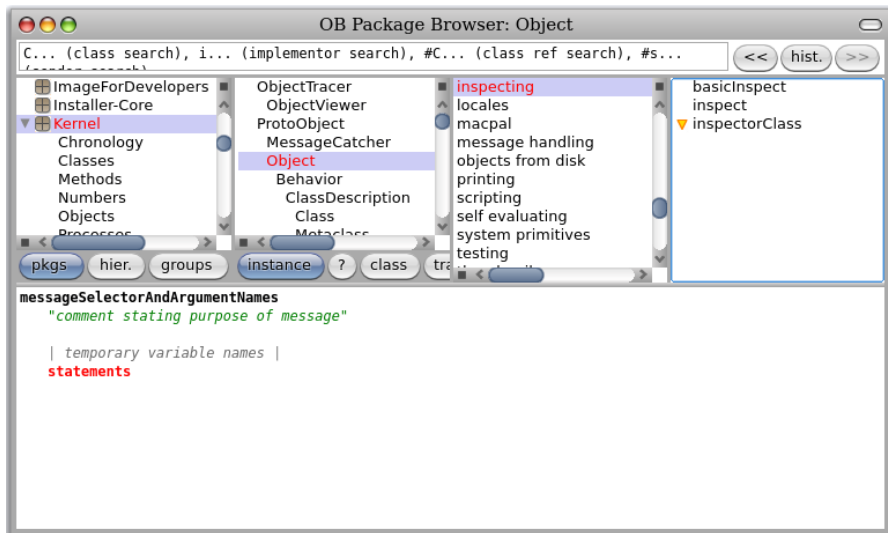 OB Package Browser: Object
C... (class search), i... (implementor search), #C... (class ref search), #s...
<< hist. >>
ImageForDevelopers
Installer-Core
Kernel
Chronology
Classes
Methods
Numbers
Objects
Processes
ObjectTracer
ObjectViewer
ProtoObject
MessageCatcher
Object
Behavior
ClassDescription
Class
Metaclass
inspecting
locales
macpal
message handling
objects from disk
printing
scripting
self evaluating
system primitives
testing
basicInspect
inspect
inspectorClass
pkgs hier. groups instance ? class
messageSelectorAndArgumentNames
"comment stating purpose of message"
| temporary variable names |
statements